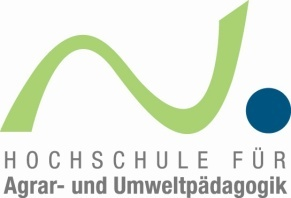 HOCHSCHULE FÜR
Agrar- und Umweltpädagogik